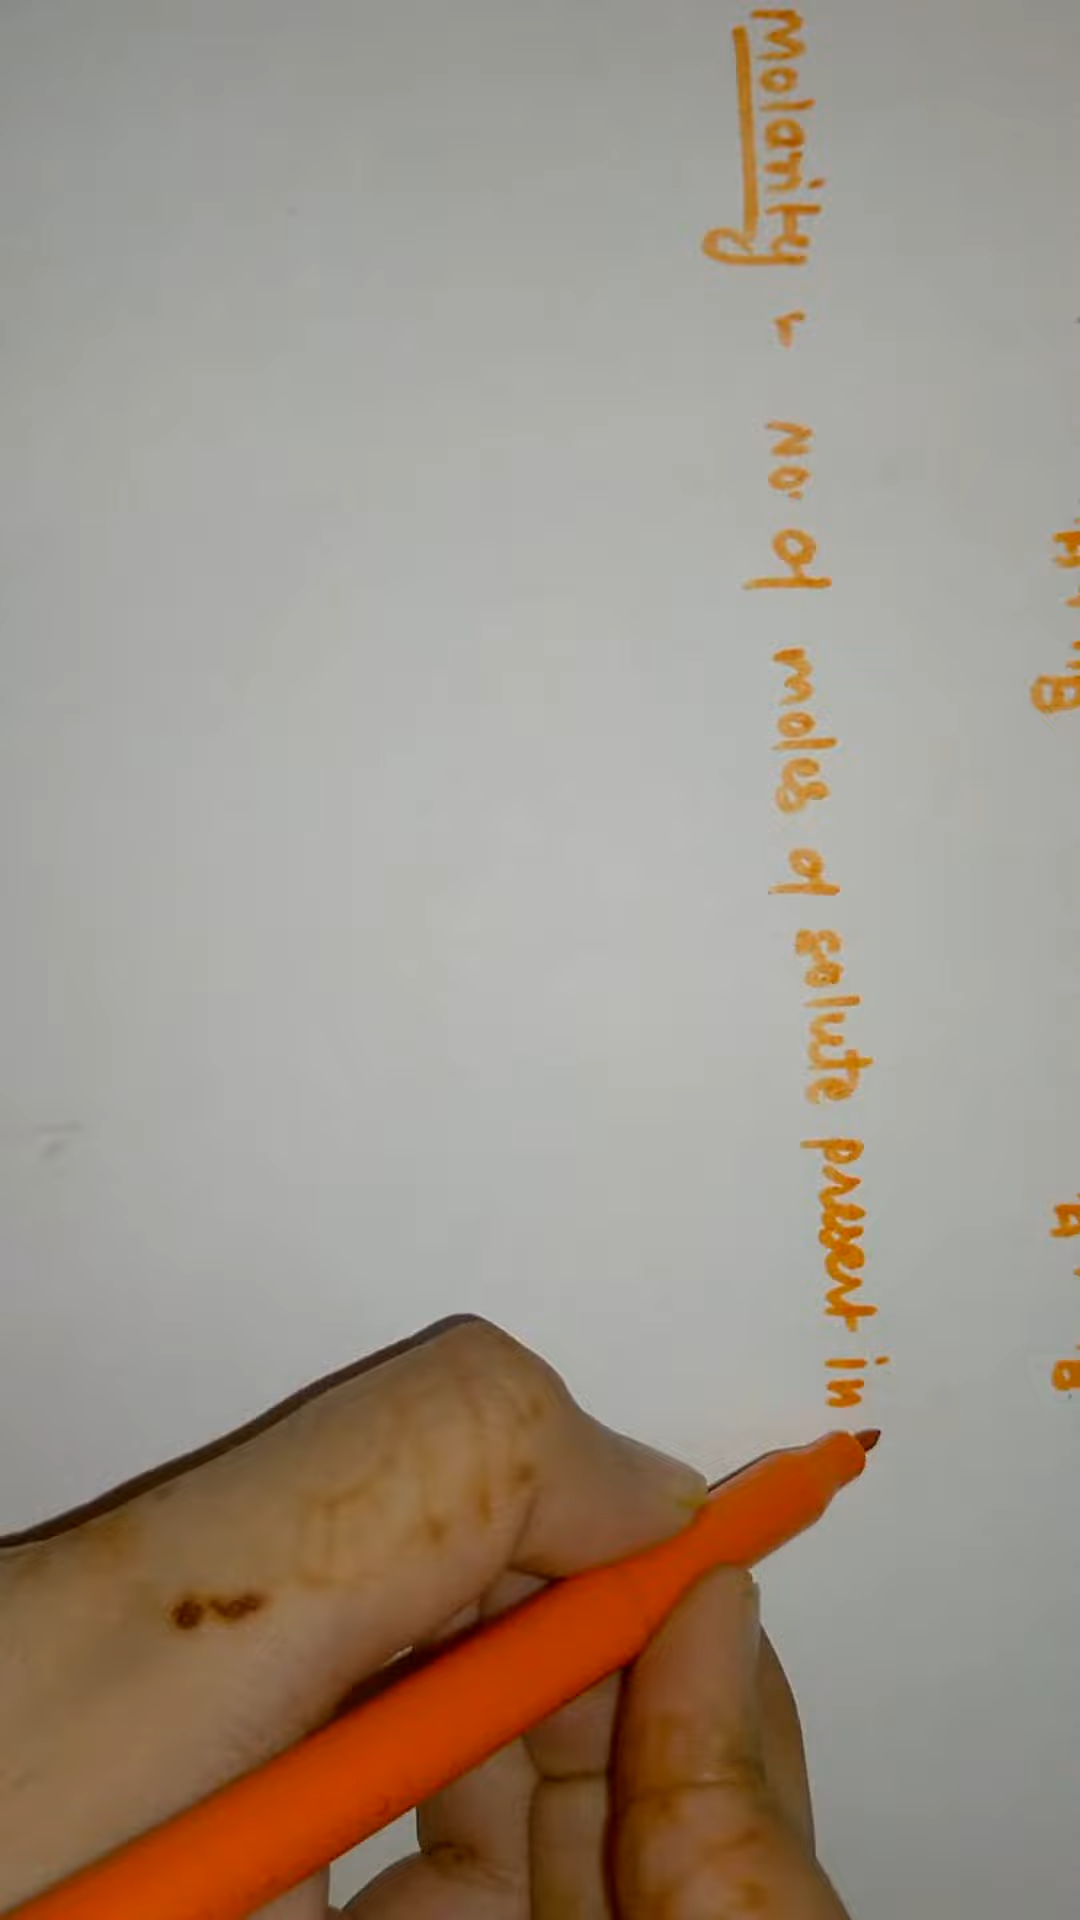 Molarity - No. of moles of solute present in